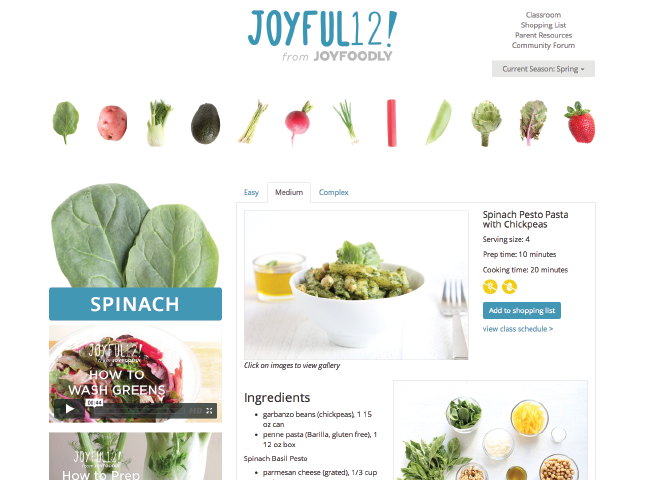 JOYFUL12!
from JOYFOODLY
Classroom
Shopping List
Parent Resources
Community Forum
Current Season: Spring
Easy
Medium
Complex
SPINACH
Spinach Pesto Pasta
with Chickpeas
Serving size: 4
Prep time: 10 minutes
Cooking time: 20 minutes
Add to shopping list
view class schedule >
Click on images to view gallery
JOYFUL12!
from JOYFOODLY
HOW TO
WASH GREENS
06:44
HD
Ingredients
garbanzo beans (chickpeas), 1 15
oz can
penne pasta (Barilla, gluten free), 1
12 oz box
Spinach Basil Pesto
parmesan cheese (grated), 1/3 cup
JOYFUL12!
from JOYFOODLY
How to Prep